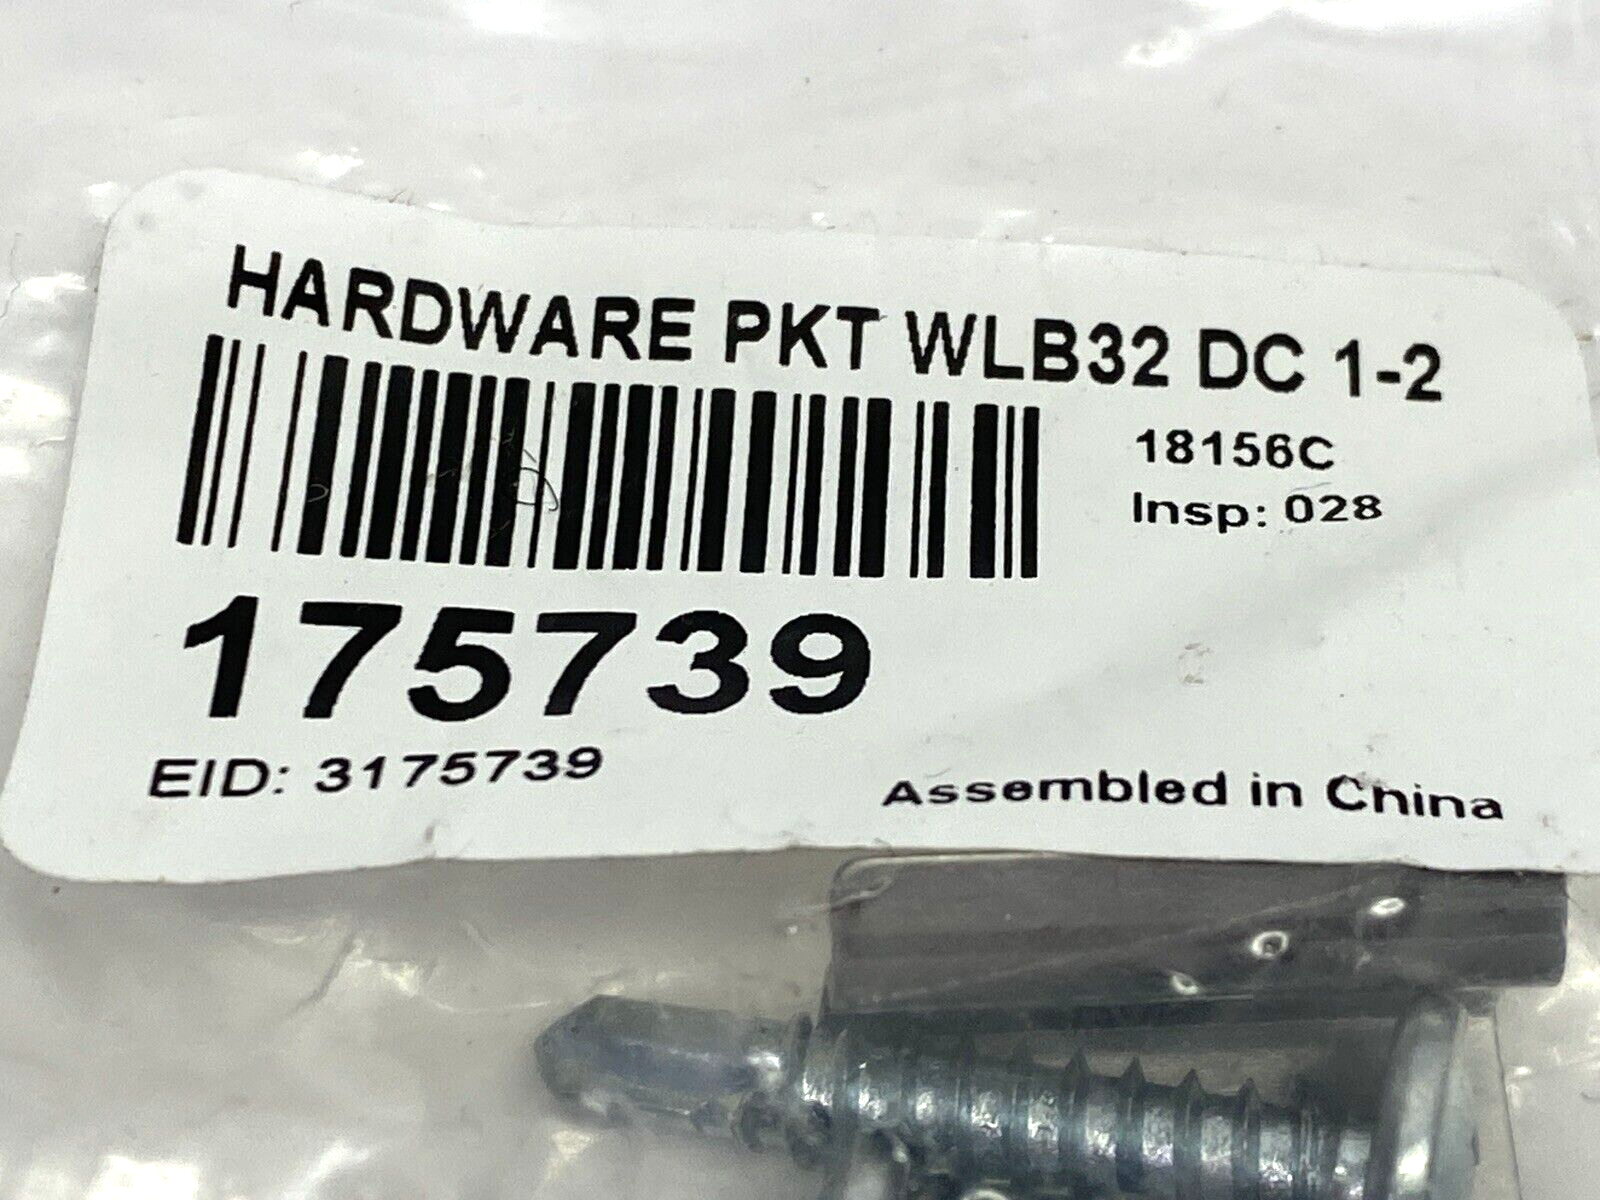 HARDWARE PKT WLB32 DC 1-2
18156C
Insp: 028
175739
EID: 3175739
Assembled in China